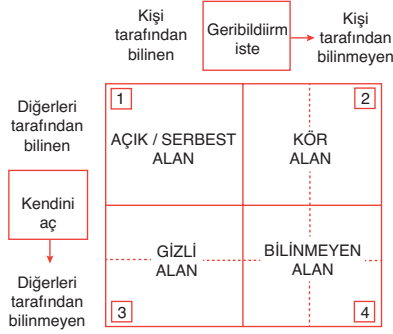 Kişi
tarafından
bilinen
Geribildiirm
iste
Kişi
tarafından
bilinmeyen
Diğerleri
tarafından
bilinen
Kendini
aç
Diğerleri
tarafından
bilinmeyen
1
AÇIK / SERBEST
ALAN
2
KÖR
ALAN
GİZLİ
ALAN
3
BİLİNMEYEN
ALAN
4